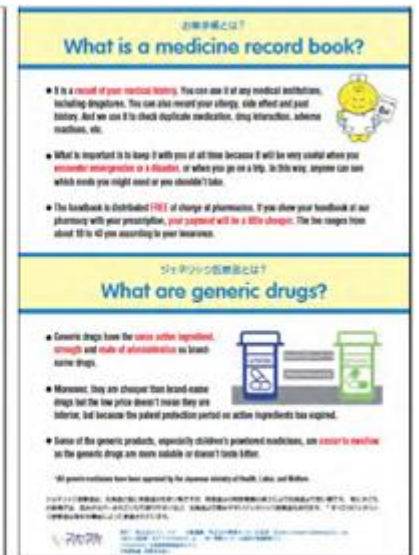 お薬手帳とは?
What is a medicine record book?
● It is a record of your medical history. You can use it at any medical institutions,
including drugstores. You can also record your allergy, side effect and past
history. And we use it to check duplicate medication, drug interaction, adverse
reactions, etc.
● What is important is to keep it with you at all time because it will be very useful when you
encounter emergencies or a disaster, or when you go on a trip. In this way, anyone can see
which meds you might need or you shouldn't take.
● The handbook is distributed FREE of charge at pharmacies. If you show your handbook at our
pharmacy with your prescription, your payment will be a little cheaper. The fee ranges from
about 10 to 40 yen according to your insurance.
ジェネリック医薬品とは?
What are generic drugs?
● Generic drugs have the same active ingredient,
strength and route of administration as brand-
name drugs.
● Moreover, they are cheaper than brand-name
drugs but the low price doesn't mean they are
inferior, but because the patent protection period on active ingredients has expired.
● Some of the generic products, especially children's powdered medicines, are easier to swallow
as the generic drugs are more soluble or doesn't taste bitter.
*All generic medicines have been approved by the Japanese ministry of Health, Labor, and Welfare.